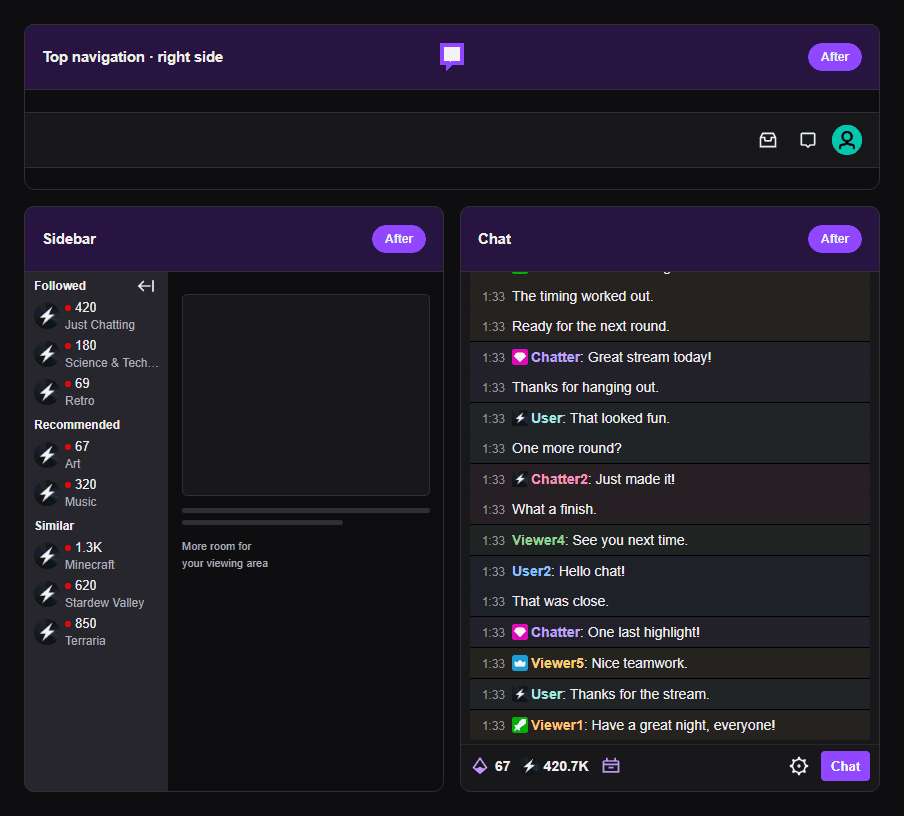 Top navigation · right side
After
Sidebar
After
Followed
420
Just Chatting
180
Science & Tech…
69
Retro
Recommended
67
Art
320
Music
Similar
1.3K
Minecraft
620
Stardew Valley
850
Terraria
More room for
your viewing area
Chat
After
1:33 The timing worked out.
1:33 Ready for the next round.
1:33 Chatter: Great stream today!
1:33 Thanks for hanging out.
1:33 User: That looked fun.
1:33 One more round?
1:33 Chatter2: Just made it!
1:33 What a finish.
1:33 Viewer4: See you next time.
1:33 User2: Hello chat!
1:33 That was close.
1:33 Chatter: One last highlight!
1:33 Viewer5: Nice teamwork.
1:33 User: Thanks for the stream.
1:33 Viewer1: Have a great night, everyone!
67 420.7K Chat